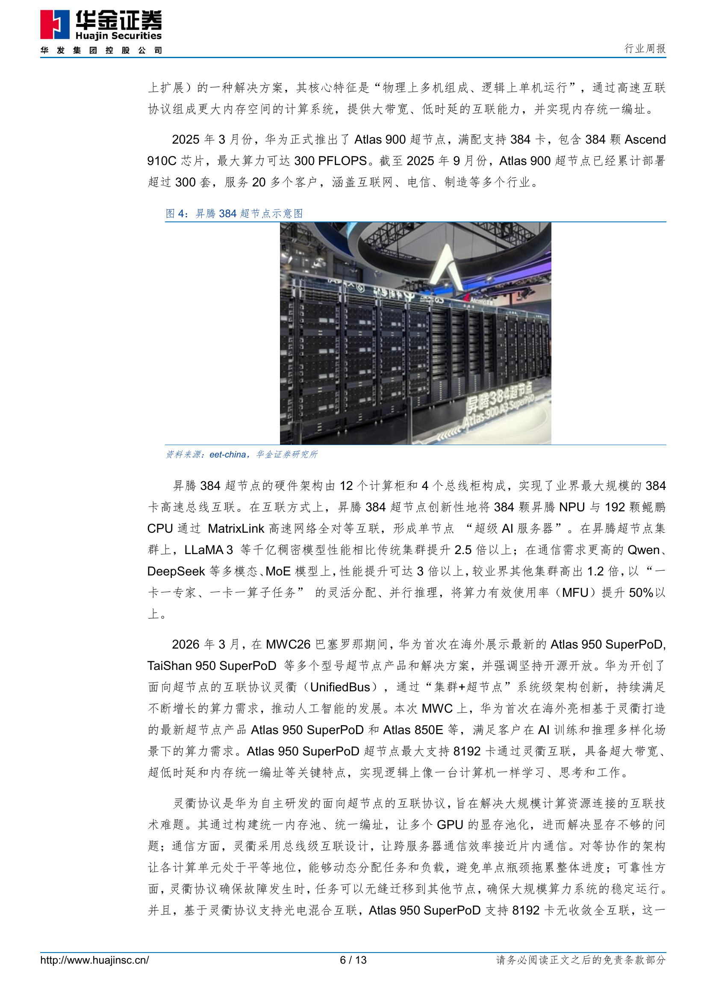 华金证券
Huajin Securities
华发集团控股公司
行业周报
上扩展）的一种解决方案，其核心特征是“物理上多机组成、逻辑上单机运行”，通过高速互联
协议组成更大内存空间的计算系统，提供大带宽、低时延的互联能力，并实现内存统一编址。
2025 年 3 月份，华为正式推出了 Atlas 900 超节点，满配支持 384 卡，包含 384 颗 Ascend
910C 芯片，最大算力可达 300 PFLOPS。截至 2025 年 9 月份，Atlas 900 超节点已经累计部署
超过 300 套，服务 20 多个客户，涵盖互联网、电信、制造等多个行业。
图 4：昇腾 384 超节点示意图
Ascend 昇腾
昇腾384超节点
Atlas 900 A3 SuperPoD
资料来源：eet-china，华金证券研究所
昇腾 384 超节点的硬件架构由 12 个计算柜和 4 个总线柜构成，实现了业界最大规模的 384
卡高速总线互联。在互联方式上，昇腾 384 超节点创新性地将 384 颗昇腾 NPU 与 192 颗鲲鹏
CPU 通过 MatrixLink 高速网络全对等互联，形成单节点 “超级 AI 服务器”。在昇腾超节点集
群上，LLaMA 3 等千亿稠密模型性能相比传统集群提升 2.5 倍以上；在通信需求更高的 Qwen、
DeepSeek 等多模态、MoE 模型上，性能提升可达 3 倍以上，较业界其他集群高出 1.2 倍，以 “一
卡一专家、一卡一算子任务” 的灵活分配、并行推理，将算力有效使用率（MFU）提升 50%以
上。
2026 年 3 月，在 MWC26 巴塞罗那期间，华为首次在海外展示最新的 Atlas 950 SuperPoD,
TaiShan 950 SuperPoD 等多个型号超节点产品和解决方案，并强调坚持开源开放。华为开创了
面向超节点的互联协议灵衢（UnifiedBus），通过“集群+超节点”系统级架构创新，持续满足
不断增长的算力需求，推动人工智能的发展。本次 MWC 上，华为首次在海外亮相基于灵衢打造
的最新超节点产品 Atlas 950 SuperPoD 和 Atlas 850E 等，满足客户在 AI 训练和推理多样化场
景下的算力需求。Atlas 950 SuperPoD 超节点最大支持 8192 卡通过灵衢互联，具备超大带宽、
超低时延和内存统一编址等关键特点，实现逻辑上像一台计算机一样学习、思考和工作。
灵衢协议是华为自主研发的面向超节点的互联协议，旨在解决大规模计算资源连接的互联技
术难题。其通过构建统一内存池、统一编址，让多个 GPU 的显存池化，进而解决显存不够的问
题；通信方面，灵衢采用总线级互联设计，让跨服务器通信效率接近片内通信。对等协作的架构
让各计算单元处于平等地位，能够动态分配任务和负载，避免单点瓶颈拖累整体进度；可靠性方
面，灵衢协议确保故障发生时，任务可以无缝迁移到其他节点，确保大规模算力系统的稳定运行。
并且，基于灵衢协议支持光电混合互联，Atlas 950 SuperPoD 支持 8192 卡无收敛全互联，这一
http://www.huajinsc.cn/
6 / 13
请务必阅读正文之后的免责条款部分